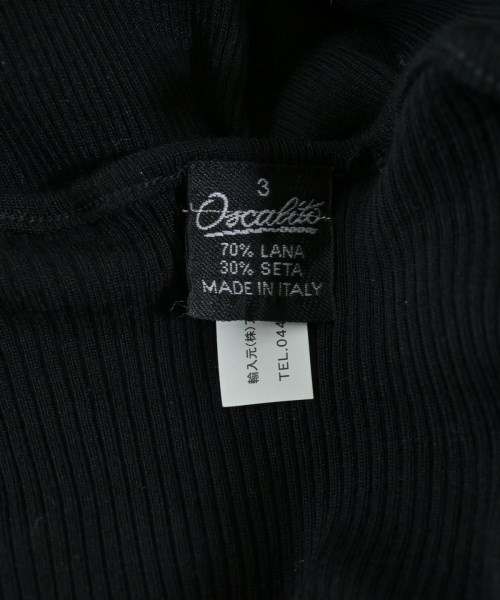 3
Oscalito
70% LANA
30% SETA
MADE IN ITALY
輸入元(株)
TEL.044